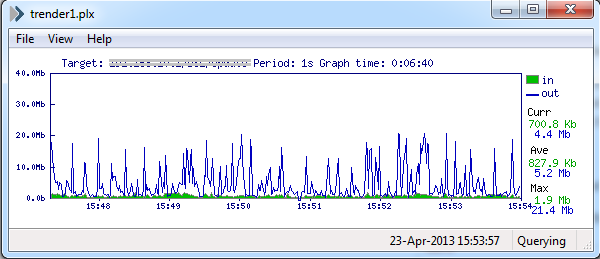 trender1.plx
File View Help
Target: Period: 1s Graph time: 0:06:40
40.0Mb
30.0Mb
20.0Mb
10.0Mb
0.0b
15:48 15:49 15:50 15:51 15:52 15:53 15:54
in
out
Curr
700.8 Kb
4.4 Mb
Ave
827.9 Kb
5.2 Mb
Max
1.9 Mb
21.4 Mb
23-Apr-2013 15:53:57 Querying